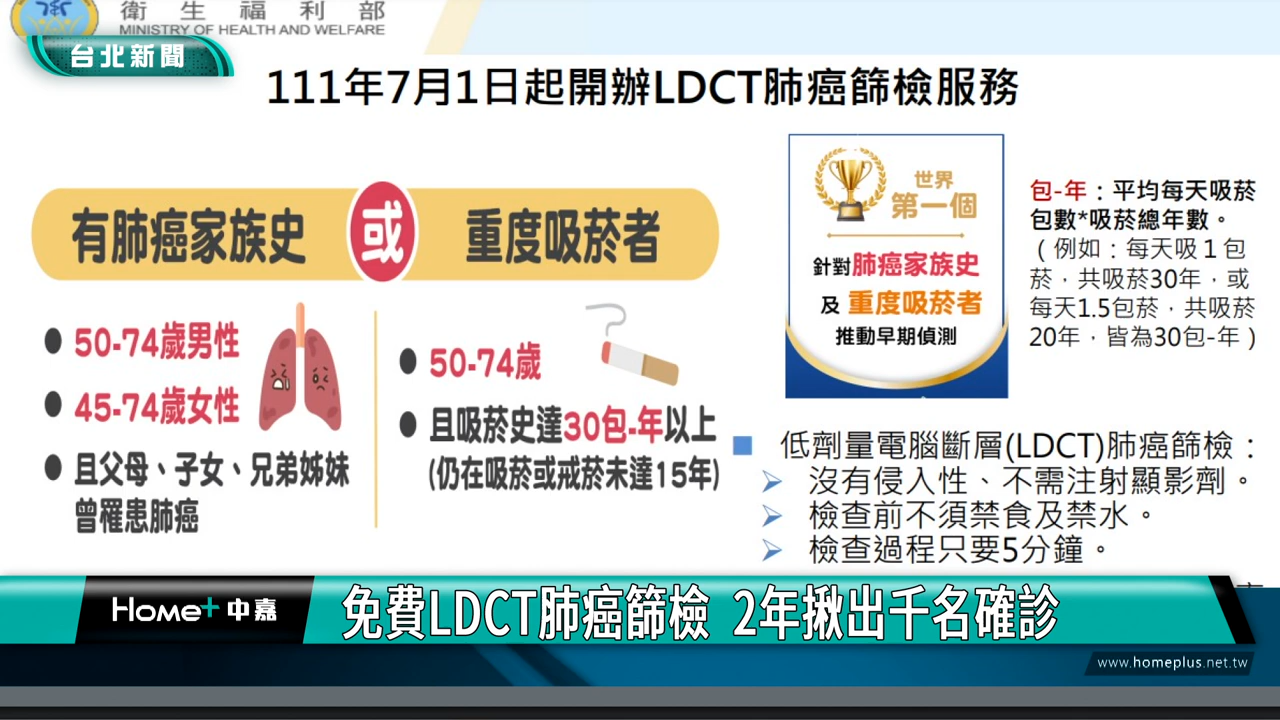 衛生福利部
MINISTRY OF HEALTH AND WELFARE
台北新聞
111年7月1日起開辦LDCT肺癌篩檢服務
有肺癌家族史
或
重度吸菸者
50-74歲男性
45-74歲女性
且父母、子女、兄弟姊妹
曾罹患肺癌
50-74歲
且吸菸史達30包-年以上
(仍在吸菸或戒菸未達15年)
世界
第一個
針對肺癌家族史
及 重度吸菸者
推動早期偵測
包-年：平均每天吸菸
包數*吸菸總年數。
（例如：每天吸１包
菸，共吸菸30年，或
每天1.5包菸，共吸菸
20年，皆為30包-年）
低劑量電腦斷層(LDCT)肺癌篩檢：
沒有侵入性、不需注射顯影劑。
檢查前不須禁食及禁水。
檢查過程只要5分鐘。
Home+ 中嘉
免費LDCT肺癌篩檢 2年揪出千名確診
www.homeplus.net.tw